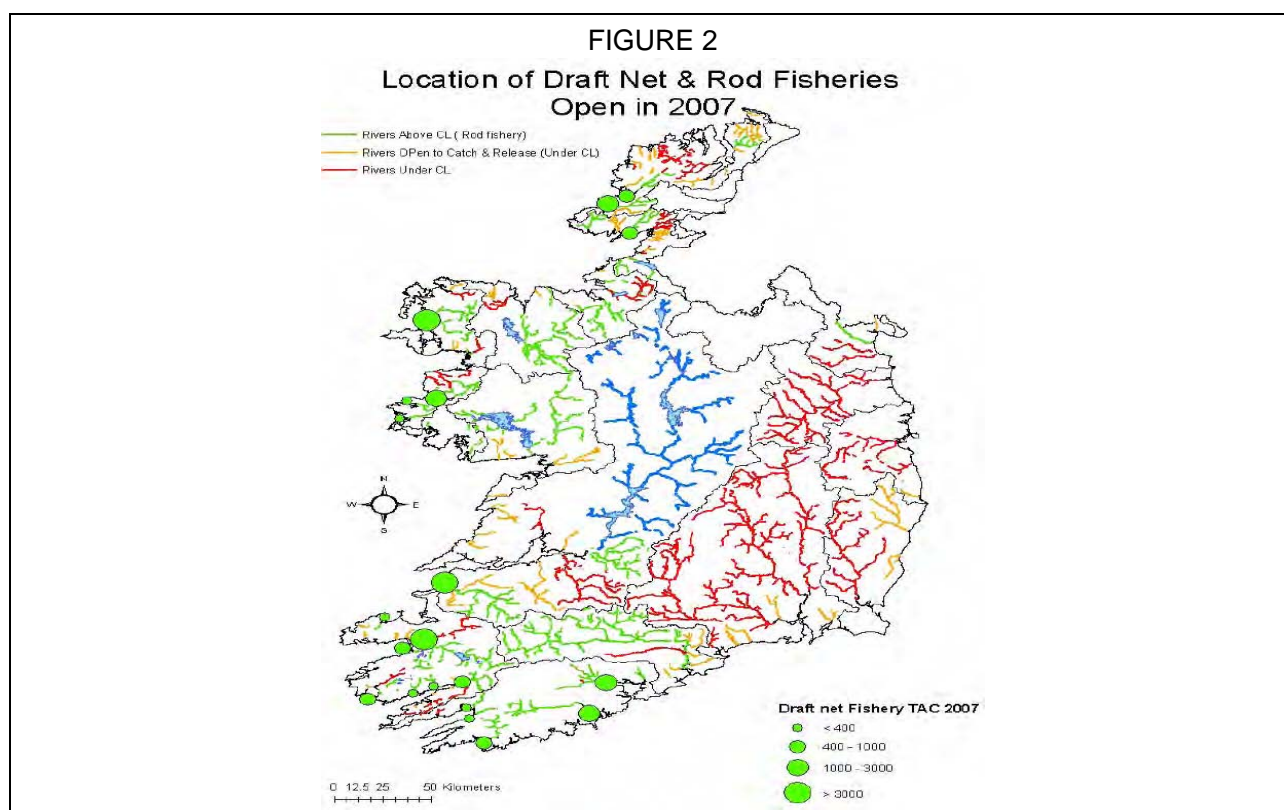 FIGURE 2
Location of Draft Net & Rod Fisheries
Open in 2007
Rivers Above CL ( Rod fishery)
Rivers OPen to Catch & Release (Under CL)
Rivers Under CL
N
W E
S
Draft net Fishery TAC 2007
< 400
400 - 1000
1000 - 3000
> 3000
0 12.5 25 50 Kilometers